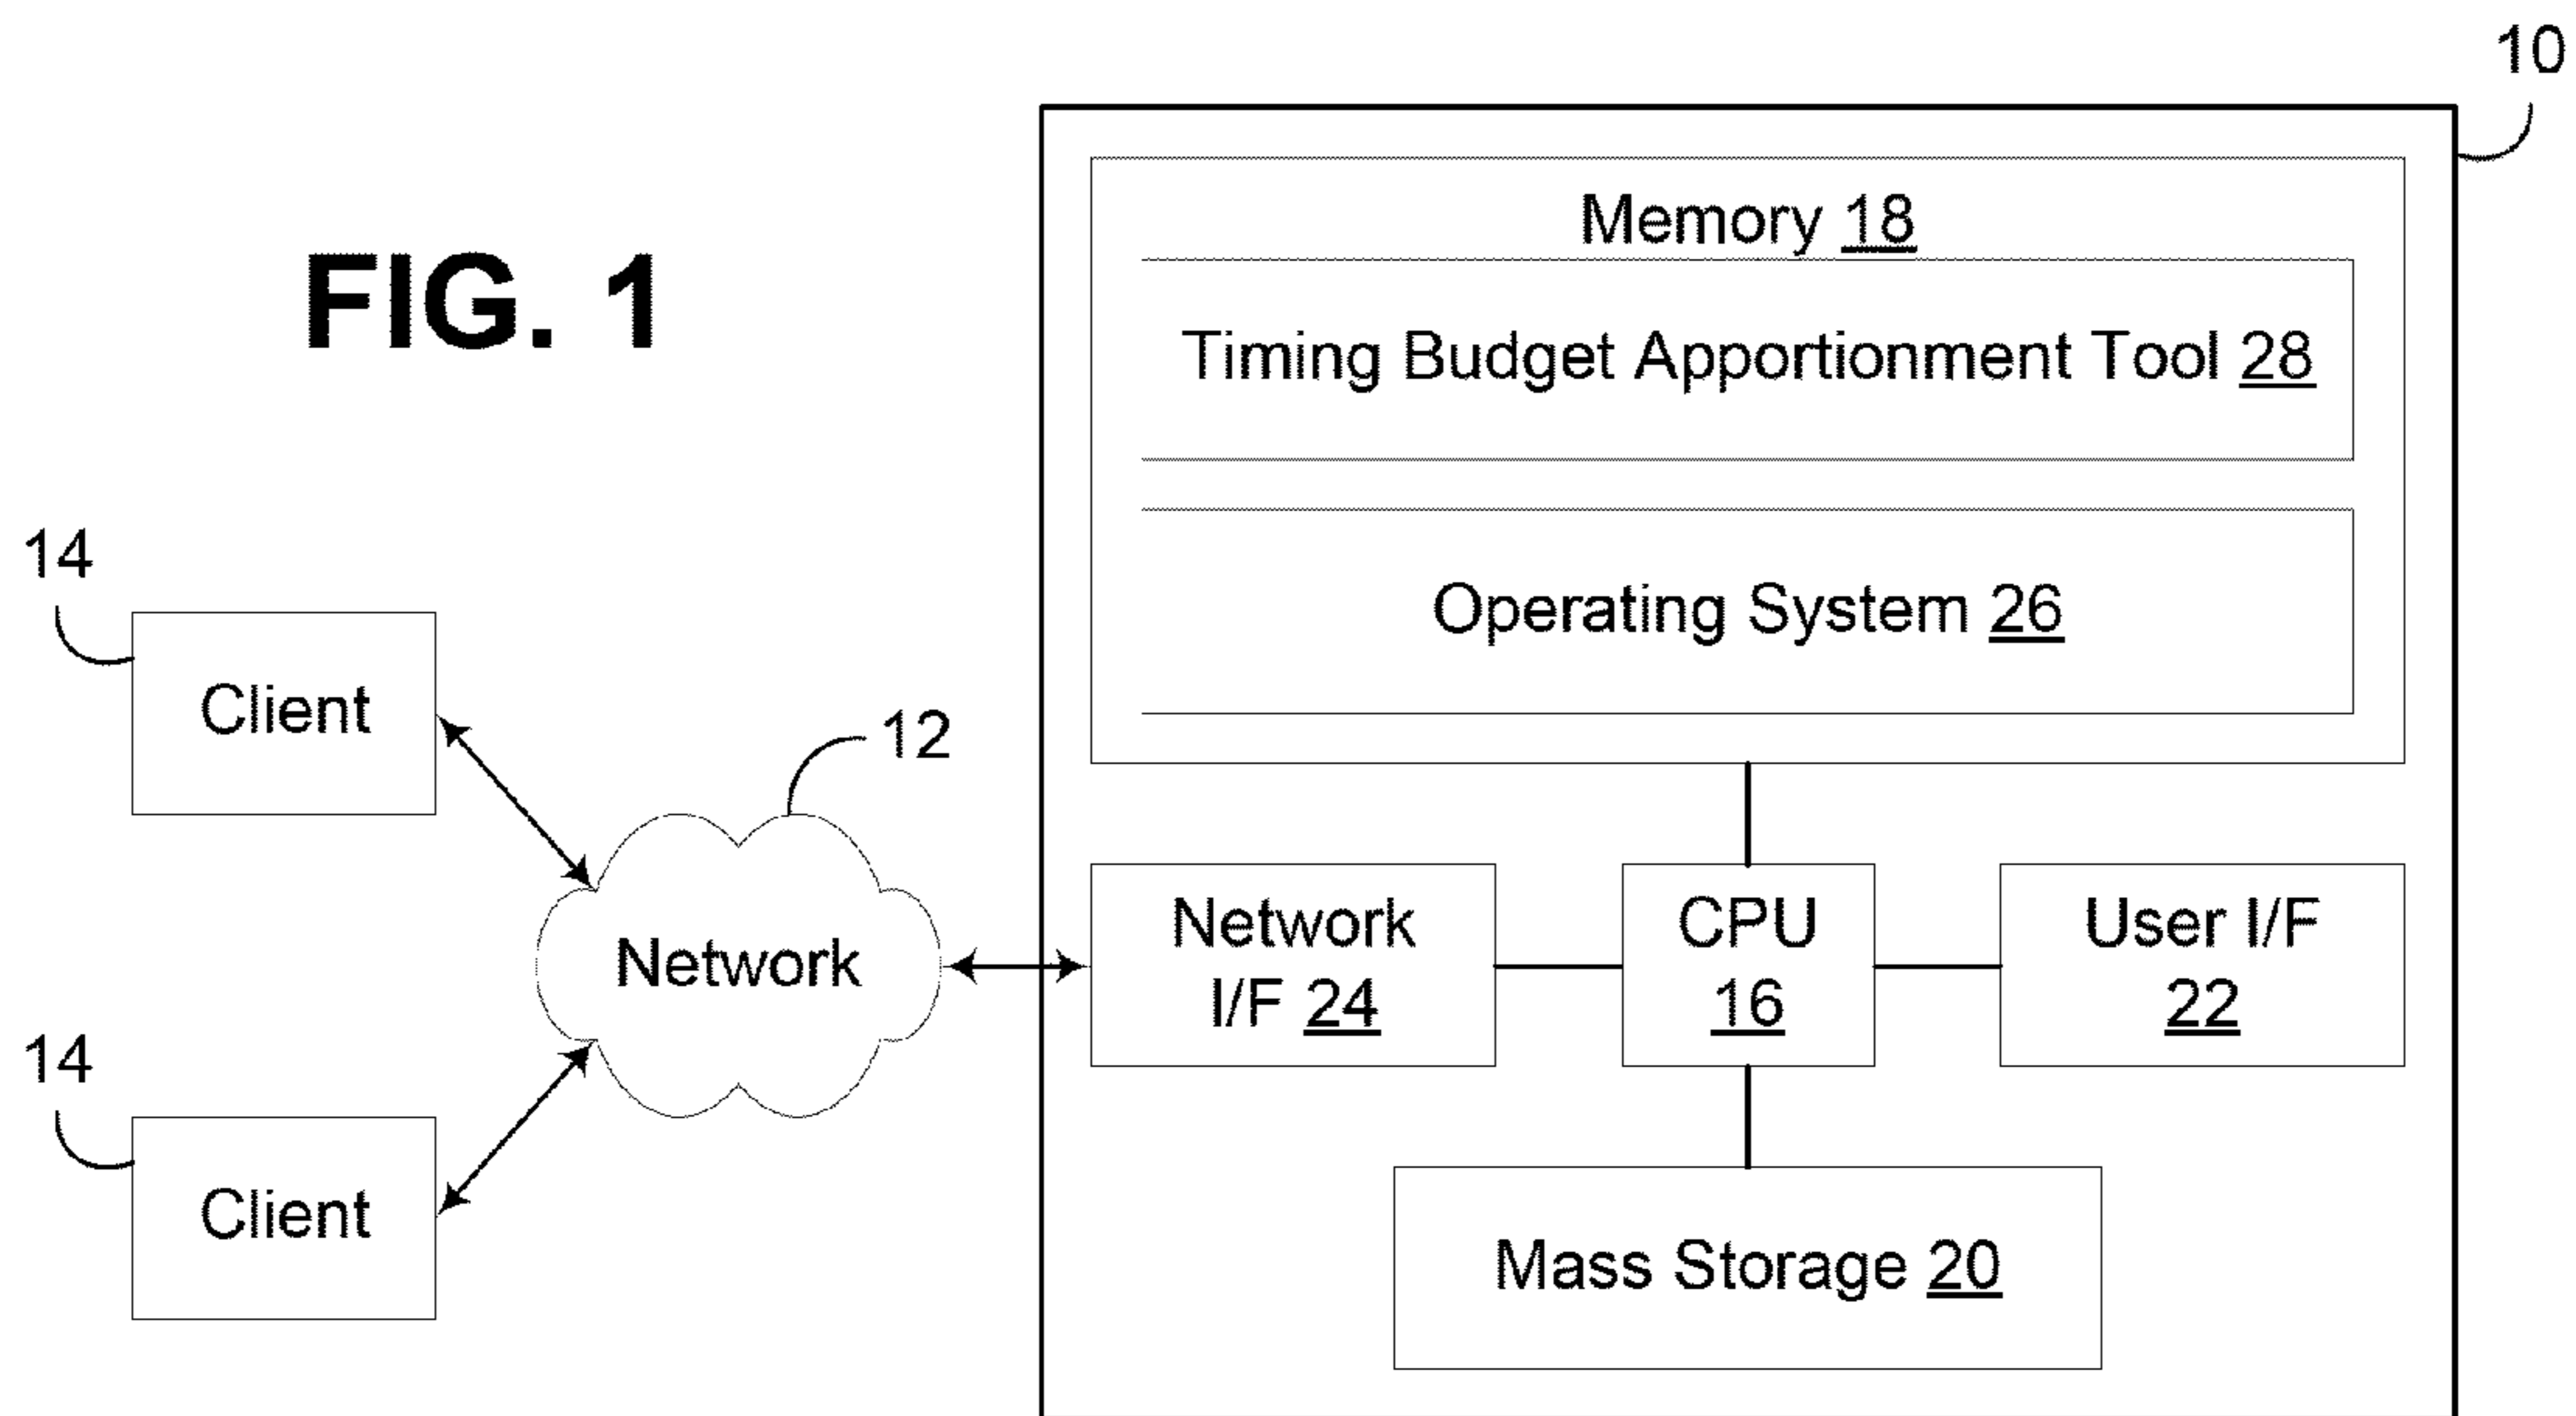 10
FIG. 1
Memory 18
Timing Budget Apportionment Tool 28
Operating System 26
14
Client
12
Network
Network
I/F 24
CPU
16
User I/F
22
14
Client
Mass Storage 20